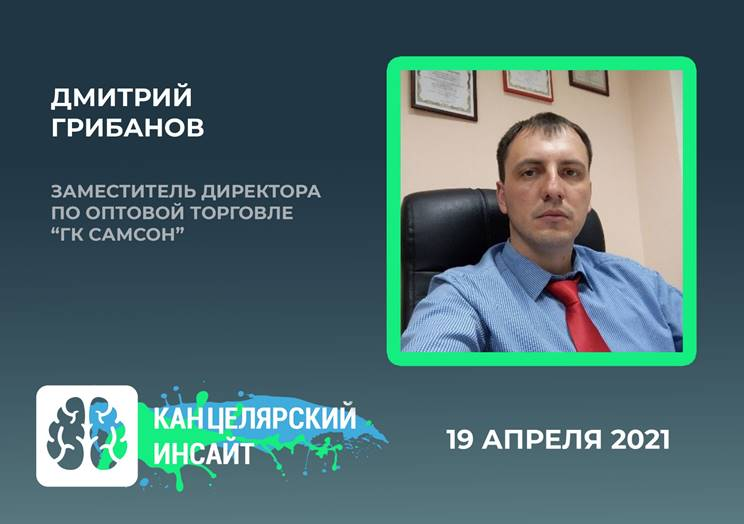 ДМИТРИЙ
ГРИБАНОВ
ЗАМЕСТИТЕЛЬ ДИРЕКТОРА
ПО ОПТОВОЙ ТОРГОВЛЕ
“ГК САМСОН”
КАНЦЕЛЯРСКИЙ
ИНСАЙТ
19 АПРЕЛЯ 2021